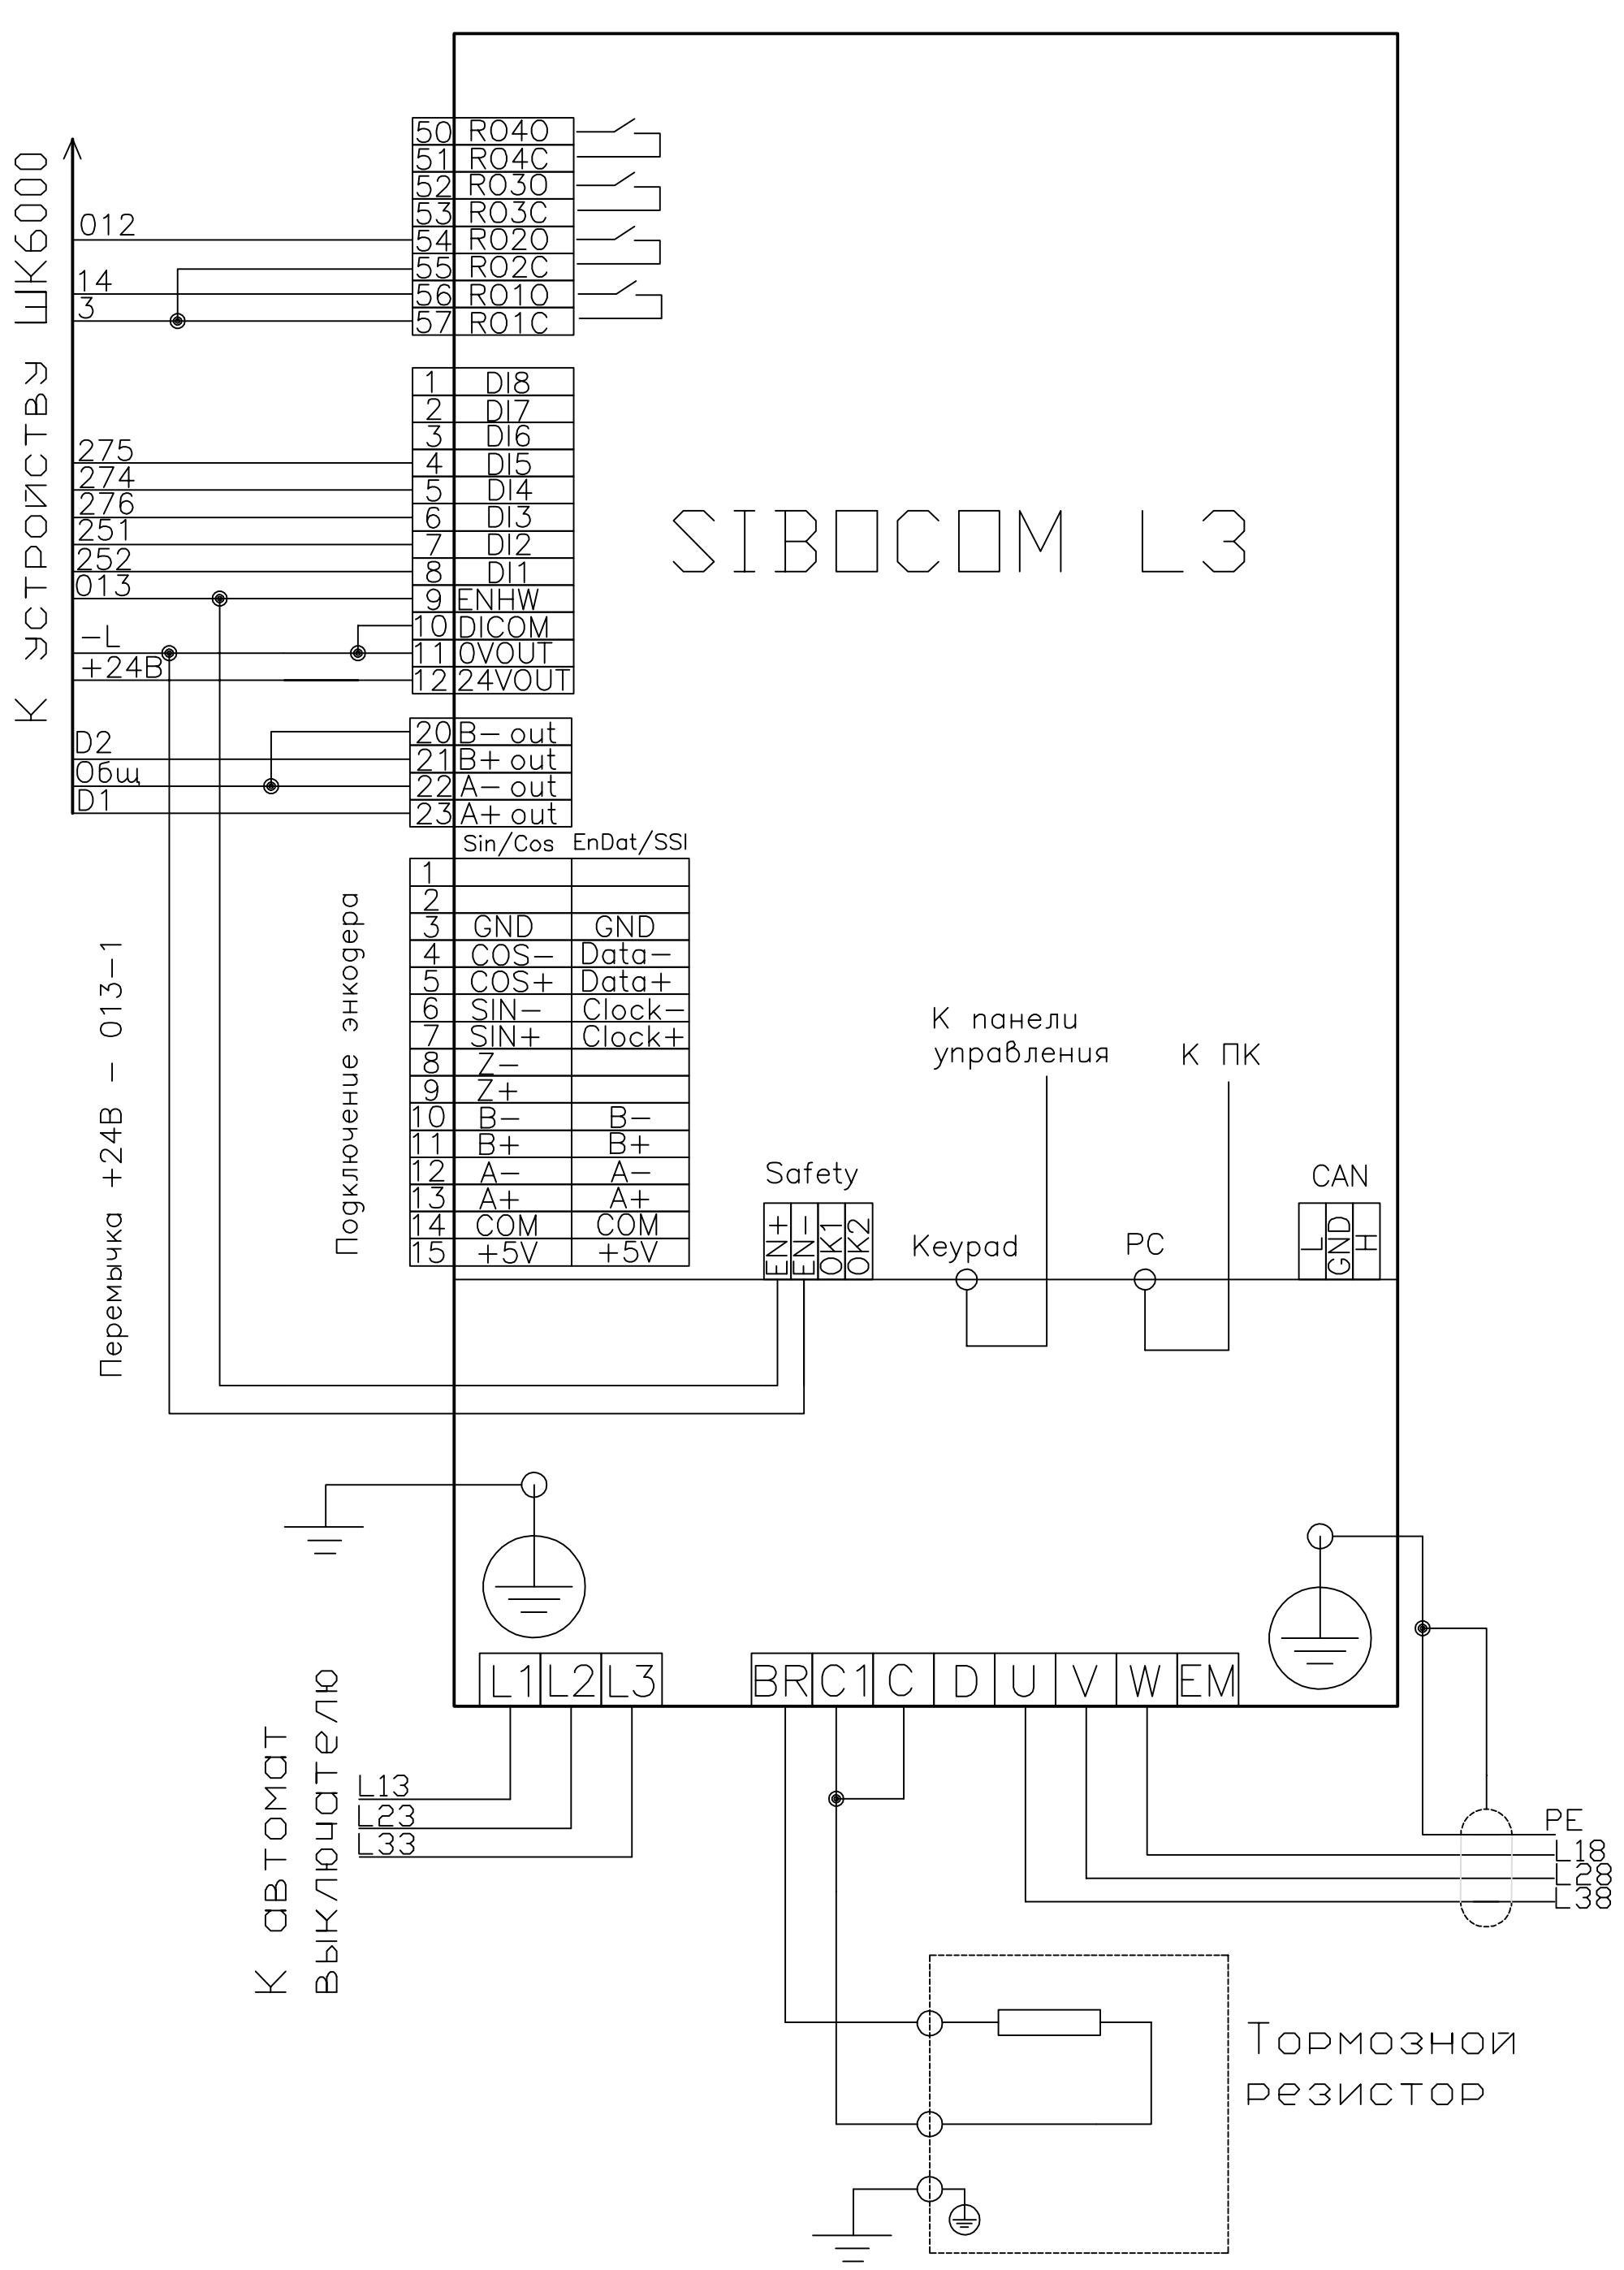 К устройству ШК6000
012
14
3
275
274
276
251
252
013
-L
+24В
D2
Общ
D1
50 RO4O
51 RO4C
52 RO3O
53 RO3C
54 RO2O
55 RO2C
56 RO1O
57 RO1C
1 DI8
2 DI7
3 DI6
4 DI5
5 DI4
6 DI3
7 DI2
8 DI1
9 ENHW
10 DICOM
11 0VOUT
12 24VOUT
20 B- out
21 B+ out
22 A- out
23 A+ out
SIBOCOM L3
Sin/Cos EnDat/SSI
1
2
3 GND GND
4 COS- Data-
5 COS+ Data+
6 SIN- Clock-
7 SIN+ Clock+
8 Z-
9 Z+
10 B- B-
11 B+ B+
12 A- A-
13 A+ A+
14 COM COM
15 +5V +5V
Подключение энкодера
Перемычка +24В - 013-1
К панели
управления
К ПК
Safety
EN+
EN-
OK1
OK2
Keypad
PC
CAN
L
GND
H
L1 L2 L3
BR C1 C D U V W EM
К автомат
выключателю
L13
L23
L33
PE
L18
L28
L38
Тормозной
резистор